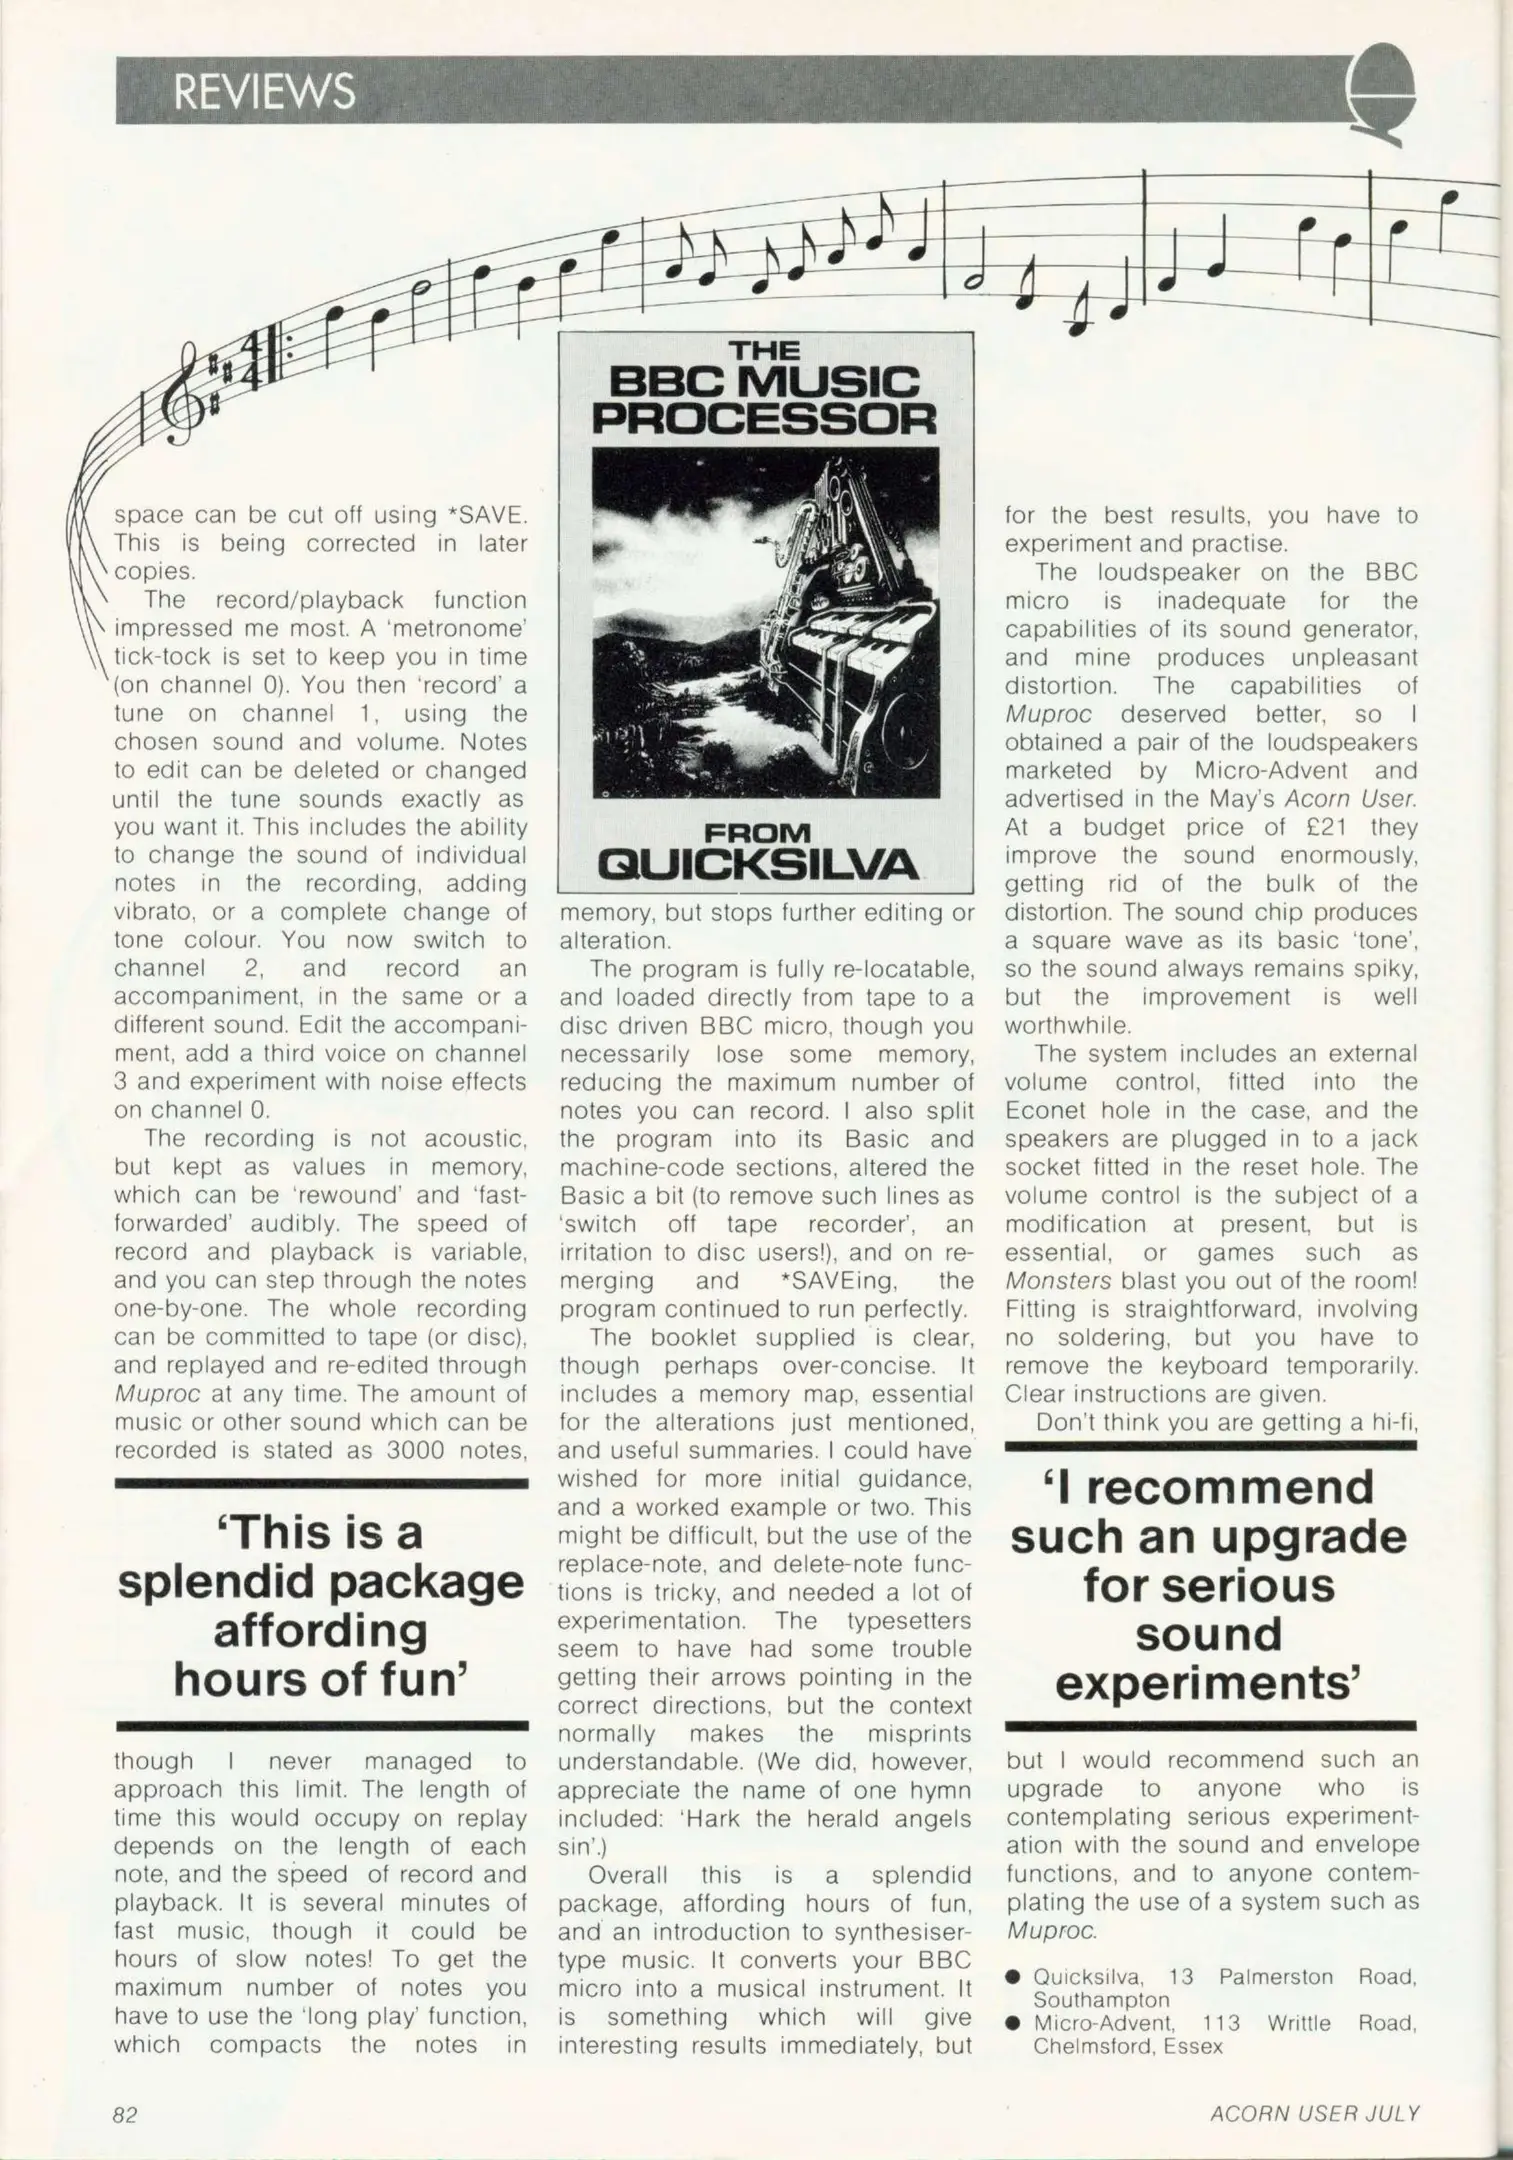 REVIEWS
4
4
THE
BBC MUSIC
PROCESSOR
FROM
QUICKSILVA
space can be cut off using *SAVE.
This is being corrected in later
copies.
The record/playback function
impressed me most. A ‘metronome’
tick-tock is set to keep you in time
(on channel 0). You then ‘record’ a
tune on channel 1, using the
chosen sound and volume. Notes
to edit can be deleted or changed
until the tune sounds exactly as
you want it. This includes the ability
to change the sound of individual
notes in the recording, adding
vibrato, or a complete change of
tone colour. You now switch to
channel 2, and record an
accompaniment, in the same or a
different sound. Edit the accompani-
ment, add a third voice on channel
3 and experiment with noise effects
on channel 0.
The recording is not acoustic,
but kept as values in memory,
which can be ‘rewound’ and ‘fast-
forwarded’ audibly. The speed of
record and playback is variable,
and you can step through the notes
one-by-one. The whole recording
can be committed to tape (or disc),
and replayed and re-edited through
Muproc at any time. The amount of
music or other sound which can be
recorded is stated as 3000 notes,
‘This is a
splendid package
affording
hours of fun’
though I never managed to
approach this limit. The length of
time this would occupy on replay
depends on the length of each
note, and the speed of record and
playback. It is several minutes of
fast music, though it could be
hours of slow notes! To get the
maximum number of notes you
have to use the ‘long play’ function,
which compacts the notes in
memory, but stops further editing or
alteration.
The program is fully re-locatable,
and loaded directly from tape to a
disc driven BBC micro, though you
necessarily lose some memory,
reducing the maximum number of
notes you can record. I also split
the program into its Basic and
machine-code sections, altered the
Basic a bit (to remove such lines as
‘switch off tape recorder’, an
irritation to disc users!), and on re-
merging and *SAVEing, the
program continued to run perfectly.
The booklet supplied is clear,
though perhaps over-concise. It
includes a memory map, essential
for the alterations just mentioned,
and useful summaries. I could have
wished for more initial guidance,
and a worked example or two. This
might be difficult, but the use of the
replace-note, and delete-note func-
tions is tricky, and needed a lot of
experimentation. The typesetters
seem to have had some trouble
getting their arrows pointing in the
correct directions, but the context
normally makes the misprints
understandable. (We did, however,
appreciate the name of one hymn
included: ‘Hark the herald angels
sin’.)
Overall this is a splendid
package, affording hours of fun,
and an introduction to synthesiser-
type music. It converts your BBC
micro into a musical instrument. It
is something which will give
interesting results immediately, but
for the best results, you have to
experiment and practise.
The loudspeaker on the BBC
micro is inadequate for the
capabilities of its sound generator,
and mine produces unpleasant
distortion. The capabilities of
Muproc deserved better, so I
obtained a pair of the loudspeakers
marketed by Micro-Advent and
advertised in the May’s Acorn User.
At a budget price of £21 they
improve the sound enormously,
getting rid of the bulk of the
distortion. The sound chip produces
a square wave as its basic ‘tone’,
so the sound always remains spiky,
but the improvement is well
worthwhile.
The system includes an external
volume control, fitted into the
Econet hole in the case, and the
speakers are plugged in to a jack
socket fitted in the reset hole. The
volume control is the subject of a
modification at present, but is
essential, or games such as
Monsters blast you out of the room!
Fitting is straightforward, involving
no soldering, but you have to
remove the keyboard temporarily.
Clear instructions are given.
Don’t think you are getting a hi-fi,
‘I recommend
such an upgrade
for serious
sound
experiments’
but I would recommend such an
upgrade to anyone who is
contemplating serious experiment-
ation with the sound and envelope
functions, and to anyone contem-
plating the use of a system such as
Muproc.
● Quicksilva, 13 Palmerston Road,
Southampton
● Micro-Advent, 113 Writtle Road,
Chelmsford, Essex
82
ACORN USER JULY